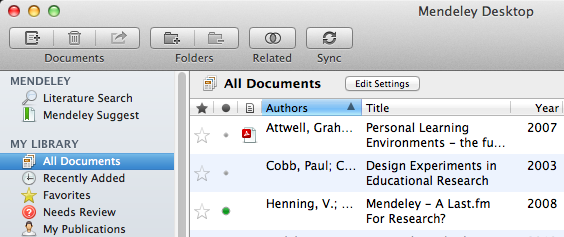 Mendeley Desktop
Documents Folders Related Sync
MENDELEY
Literature Search
Mendeley Suggest
MY LIBRARY
All Documents
Recently Added
Favorites
Needs Review
My Publications
All Documents Edit Settings
Authors Title Year
Attwell, Grah... Personal Learning 2007
Environments – the fu...
Cobb, Paul; C... Design Experiments in 2003
Educational Research
Henning, V.; ... Mendeley – A Last.fm 2008
For Research?